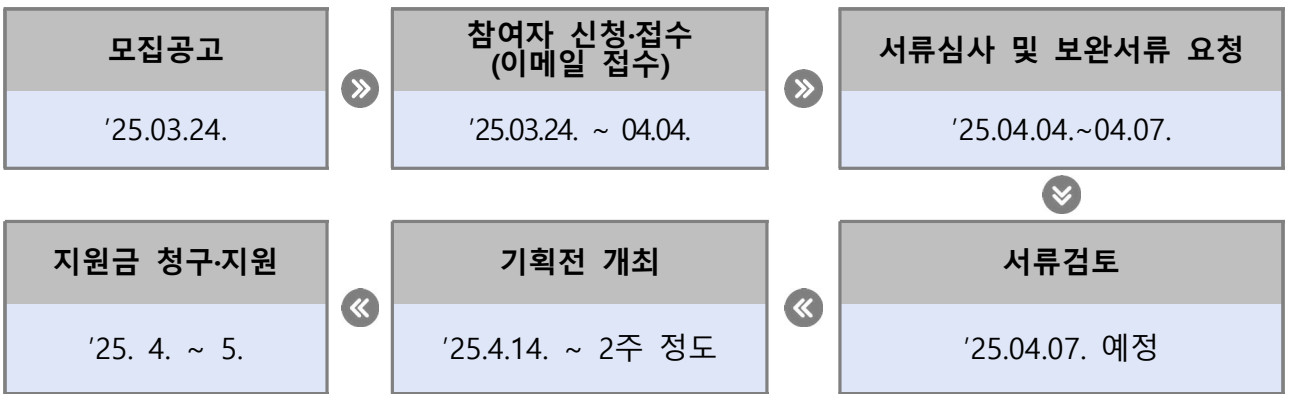 모집공고
'25.03.24.
참여자 신청·접수
(이메일 접수)
'25.03.24. ~ 04.04.
서류심사 및 보완서류 요청
'25.04.04.~04.07.
서류검토
'25.04.07. 예정
기획전 개최
'25.4.14. ~ 2주 정도
지원금 청구·지원
'25. 4. ~ 5.